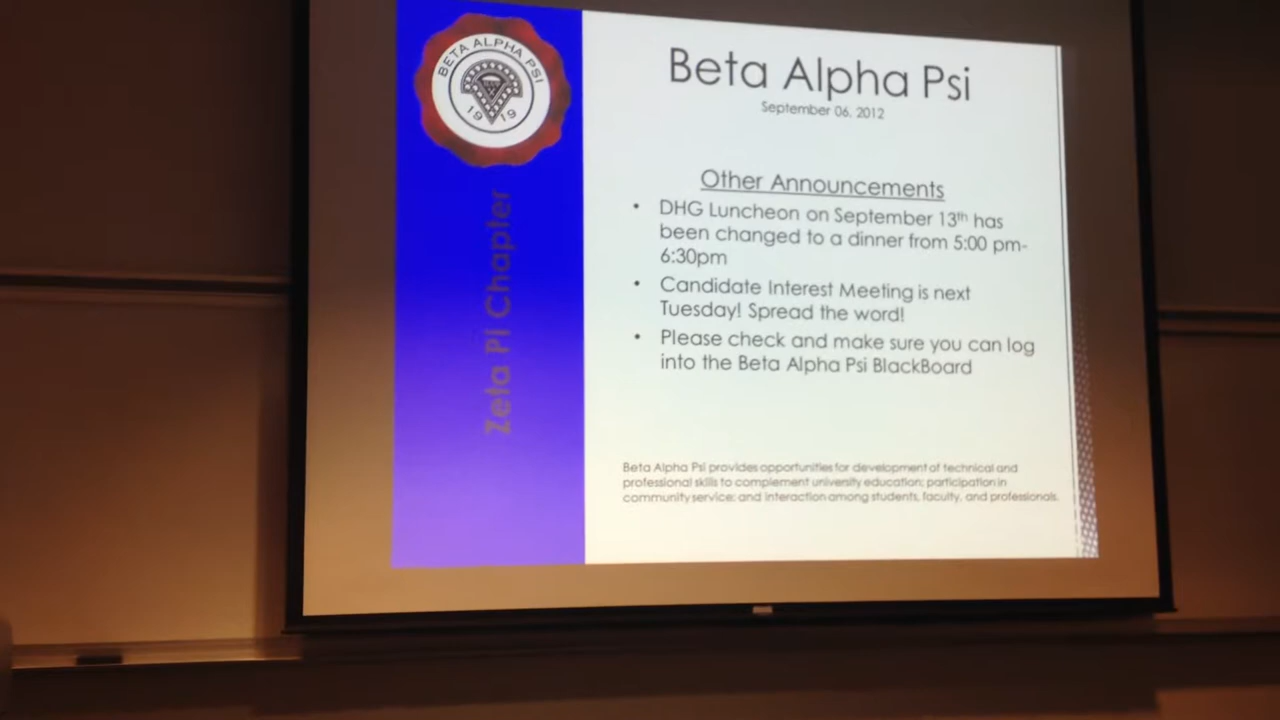 BETA ALPHA PSI
1919
Zeta Pi Chapter
Beta Alpha Psi
September 06, 2012
Other Announcements
• DHG Luncheon on September 13th has
been changed to a dinner from 5:00 pm-
6:30pm
• Candidate Interest Meeting is next
Tuesday! Spread the word!
• Please check and make sure you can log
into the Beta Alpha Psi BlackBoard
Beta Alpha Psi provides opportunities for development of technical and
professional skills to complement university education; participation in
community service; and interaction among students, faculty, and professionals.